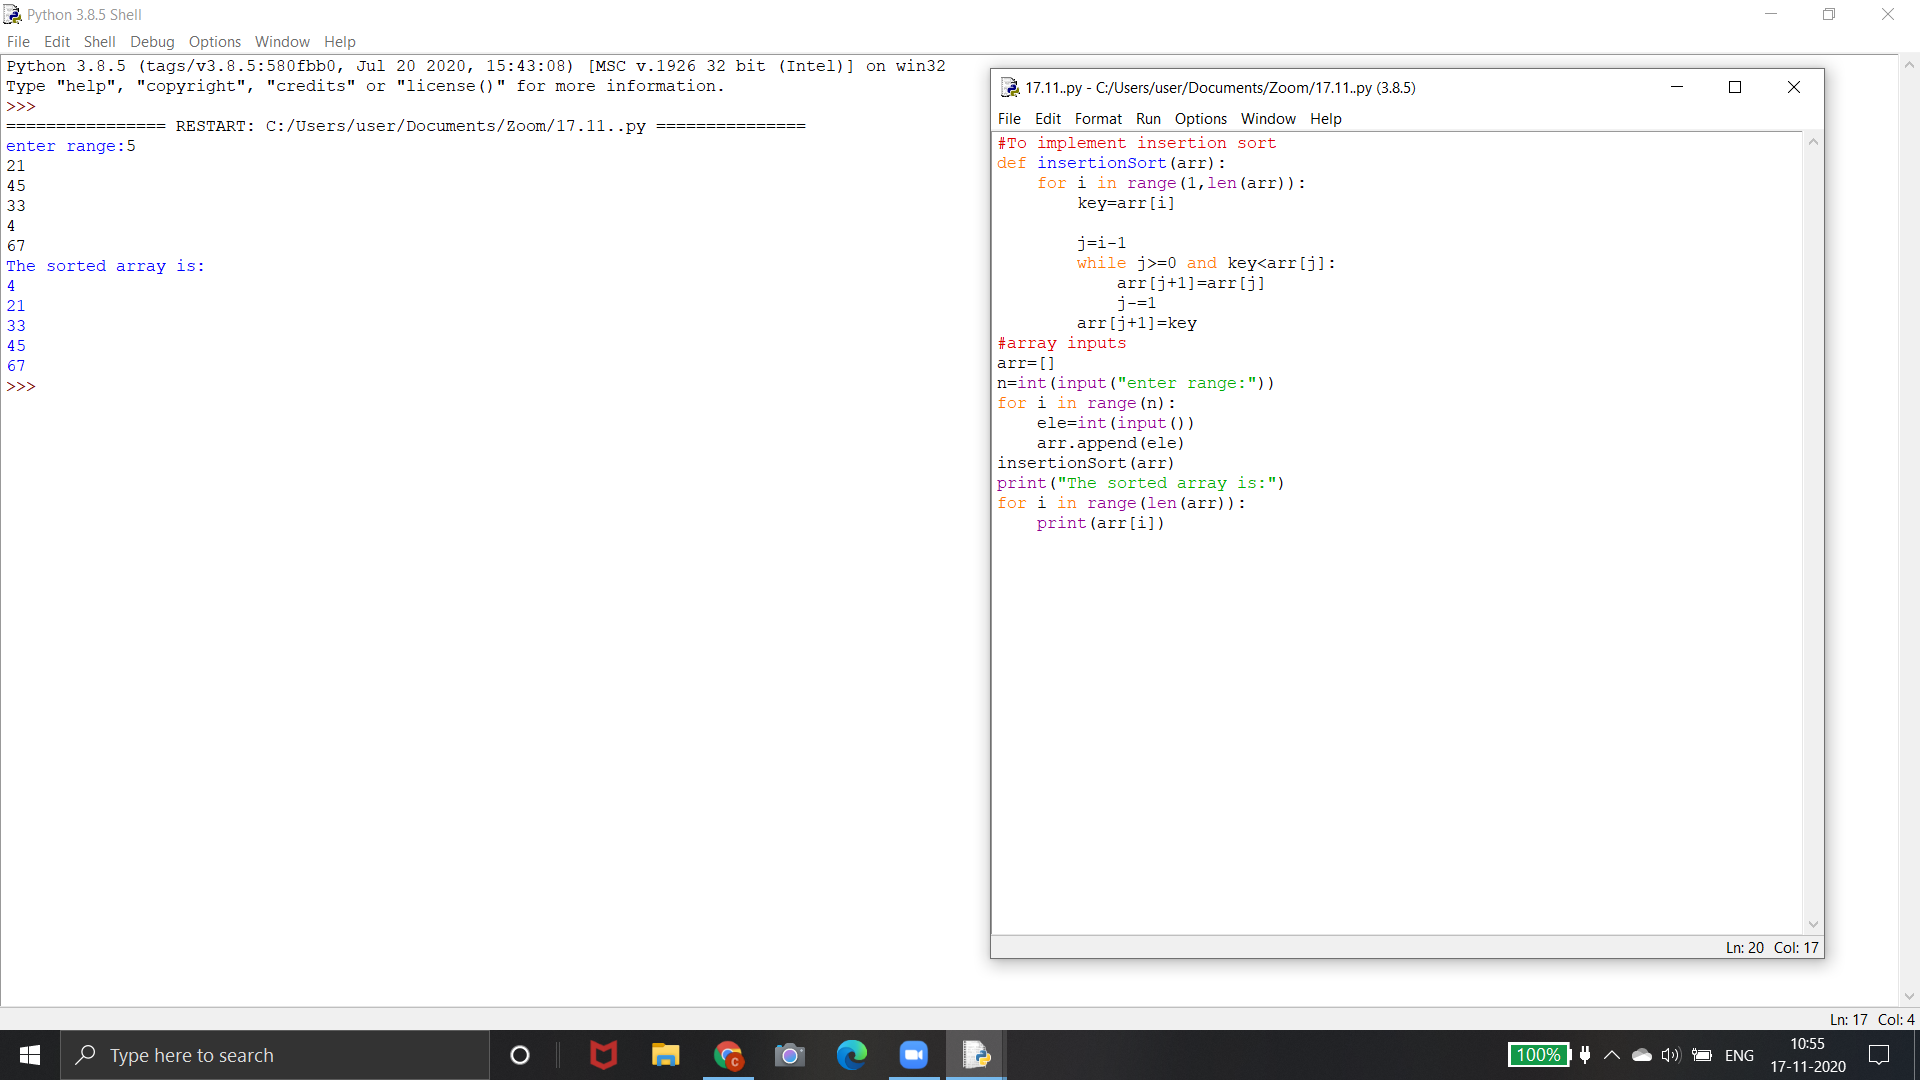 Python 3.8.5 Shell
File Edit Shell Debug Options Window Help
Python 3.8.5 (tags/v3.8.5:580fbb0, Jul 20 2020, 15:43:08) [MSC v.1926 32 bit (Intel)] on win32
Type "help", "copyright", "credits" or "license()" for more information.
>>>
================ RESTART: C:/Users/user/Documents/Zoom/17.11..py ===============
enter range:5
21
45
33
4
67
The sorted array is:
4
21
33
45
67
>>>
17.11..py - C:/Users/user/Documents/Zoom/17.11..py (3.8.5)
File Edit Format Run Options Window Help
#To implement insertion sort
def insertionSort(arr):
    for i in range(1,len(arr)):
        key=arr[i]

        j=i-1
        while j>=0 and key<arr[j]:
            arr[j+1]=arr[j]
            j-=1
        arr[j+1]=key
#array inputs
arr=[]
n=int(input("enter range:"))
for i in range(n):
    ele=int(input())
    arr.append(ele)
insertionSort(arr)
print("The sorted array is:")
for i in range(len(arr)):
    print(arr[i])
Ln: 20 Col: 17
Ln: 17 Col: 4
Type here to search
C
100%
ENG
10:55
17-11-2020